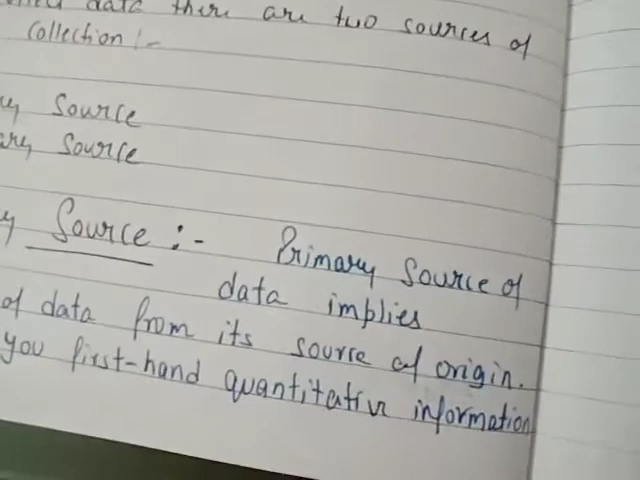 data there are two sources of
Collection :-
Source
Source
Source :- Primary Source of
data implies
of data from its source of origin.
you first-hand quantitative information